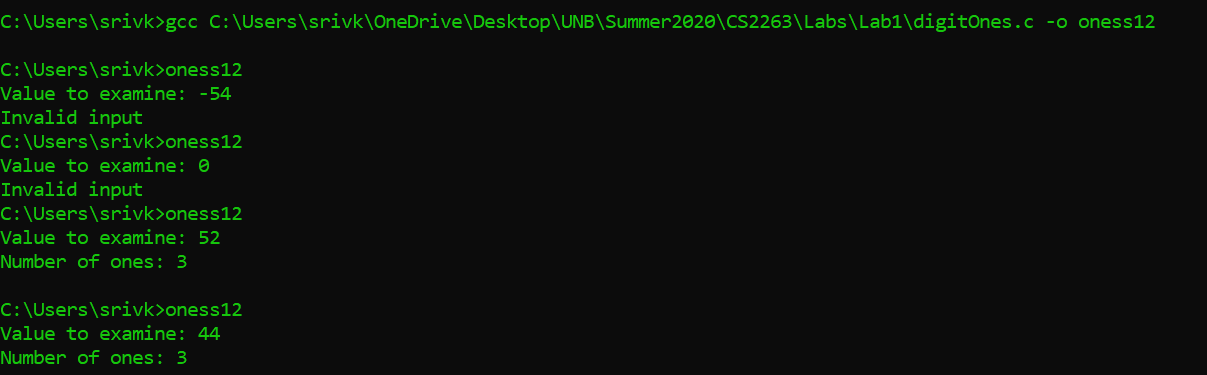 C:\Users\srivk>gcc C:\Users\srivk\OneDrive\Desktop\UNB\Summer2020\CS2263\Labs\Lab1\digitOnes.c -o oness12
C:\Users\srivk>oness12
Value to examine: -54
Invalid input
C:\Users\srivk>oness12
Value to examine: 0
Invalid input
C:\Users\srivk>oness12
Value to examine: 52
Number of ones: 3
C:\Users\srivk>oness12
Value to examine: 44
Number of ones: 3